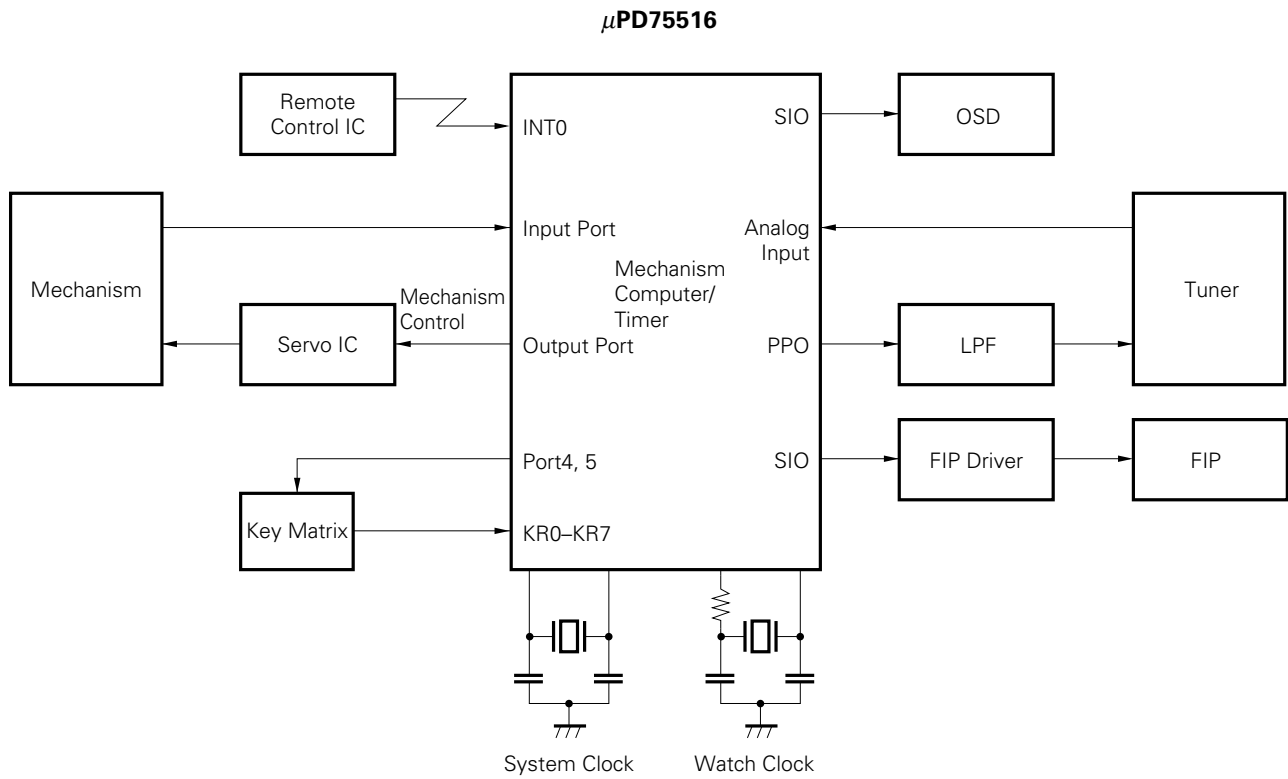 μPD75516
Remote
Control IC
INT0
SIO
OSD
Mechanism
Input Port
Analog
Input
Tuner
Mechanism
Computer/
Timer
Mechanism
Control
Servo IC
Output Port
PPO
LPF
Port4, 5
SIO
FIP Driver
FIP
Key Matrix
KR0–KR7
System Clock
Watch Clock